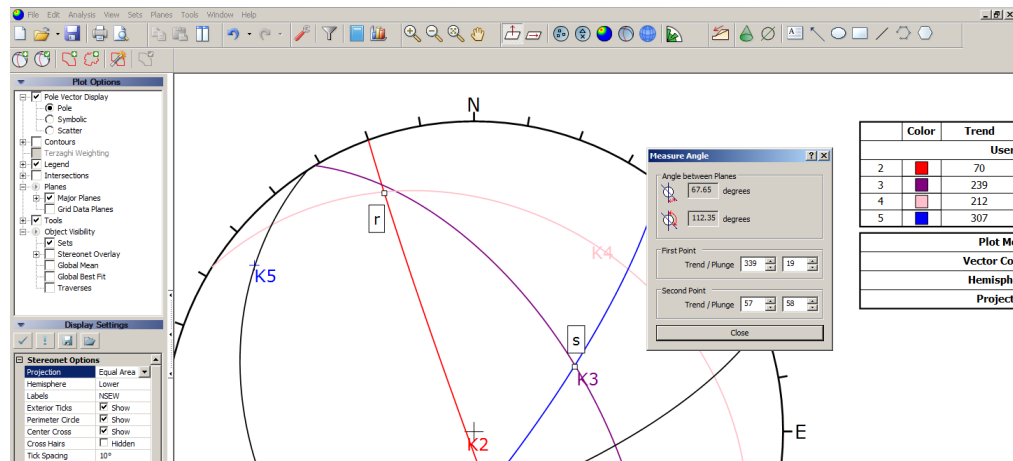 File Edit Analysis View Sets Planes Tools Window Help
Plot Options
Pole Vector Display
Pole
Symbolic
Scatter
Contours
Terzaghi Weighting
Legend
Intersections
Planes
Major Planes
Grid Data Planes
Tools
Object Visibility
Sets
Stereonet Overlay
Global Mean
Global Best Fit
Traverses
Display Settings
Stereonet Options
Projection Equal Area
Hemisphere Lower
Labels NSEW
Exterior Ticks Show
Perimeter Circle Show
Center Cross Show
Cross Hairs Hidden
Tick Spacing 10°
N
r
K5
K4
s
K3
K2
E
Measure Angle
Angle between Planes
67.65 degrees
112.35 degrees
First Point
Trend / Plunge 339 19
Second Point
Trend / Plunge 57 58
Close
Color Trend
User
2 70
3 239
4 212
5 307
Plot Mo
Vector Co
Hemisph
Project